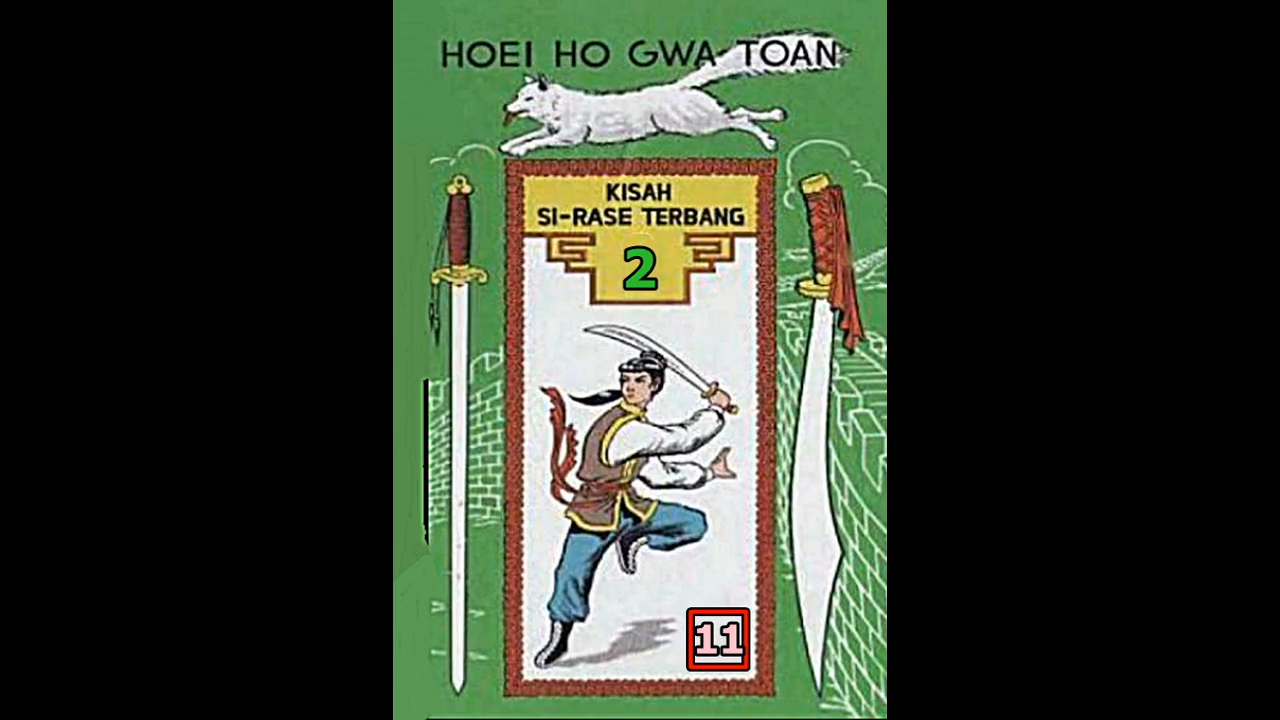 HOEI HO GWA TOAN
KISAH
SI-RASE TERBANG
2
11